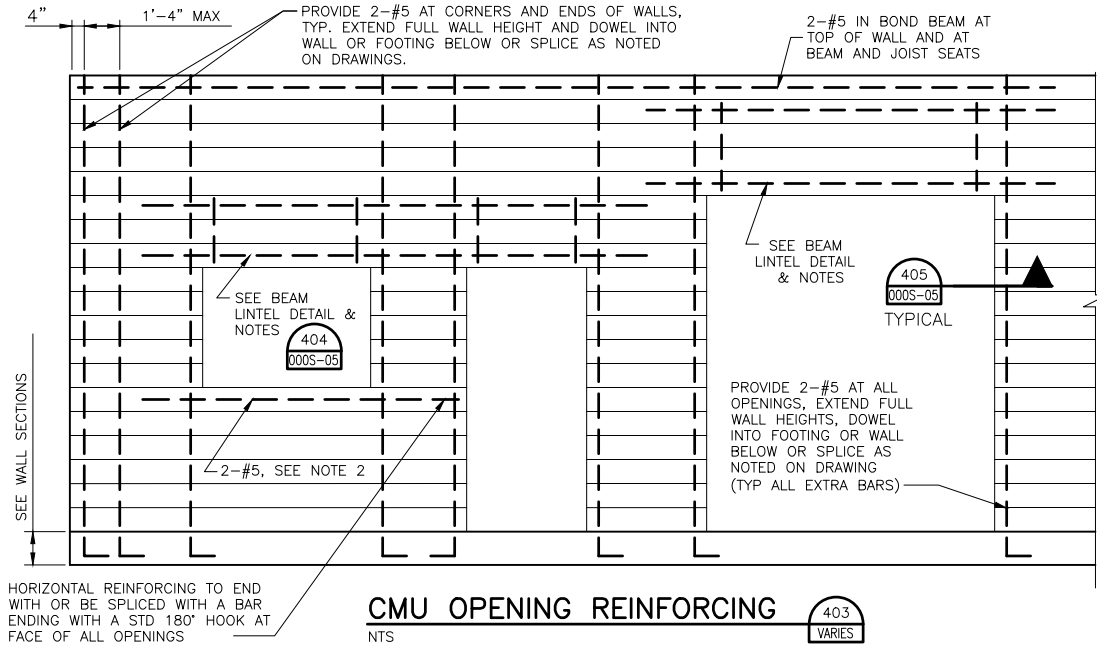 4"
1'-4" MAX
PROVIDE 2-#5 AT CORNERS AND ENDS OF WALLS,
TYP. EXTEND FULL WALL HEIGHT AND DOWEL INTO
WALL OR FOOTING BELOW OR SPLICE AS NOTED
ON DRAWINGS.
2-#5 IN BOND BEAM AT
TOP OF WALL AND AT
BEAM AND JOIST SEATS
SEE BEAM
LINTEL DETAIL
& NOTES
405
000S-05
TYPICAL
SEE BEAM
LINTEL DETAIL &
NOTES
404
000S-05
SEE WALL SECTIONS
2-#5, SEE NOTE 2
PROVIDE 2-#5 AT ALL
OPENINGS, EXTEND FULL
WALL HEIGHTS, DOWEL
INTO FOOTING OR WALL
BELOW OR SPLICE AS
NOTED ON DRAWING
(TYP ALL EXTRA BARS)
HORIZONTAL REINFORCING TO END
WITH OR BE SPLICED WITH A BAR
ENDING WITH A STD 180° HOOK AT
FACE OF ALL OPENINGS
CMU OPENING REINFORCING
NTS
403
VARIES